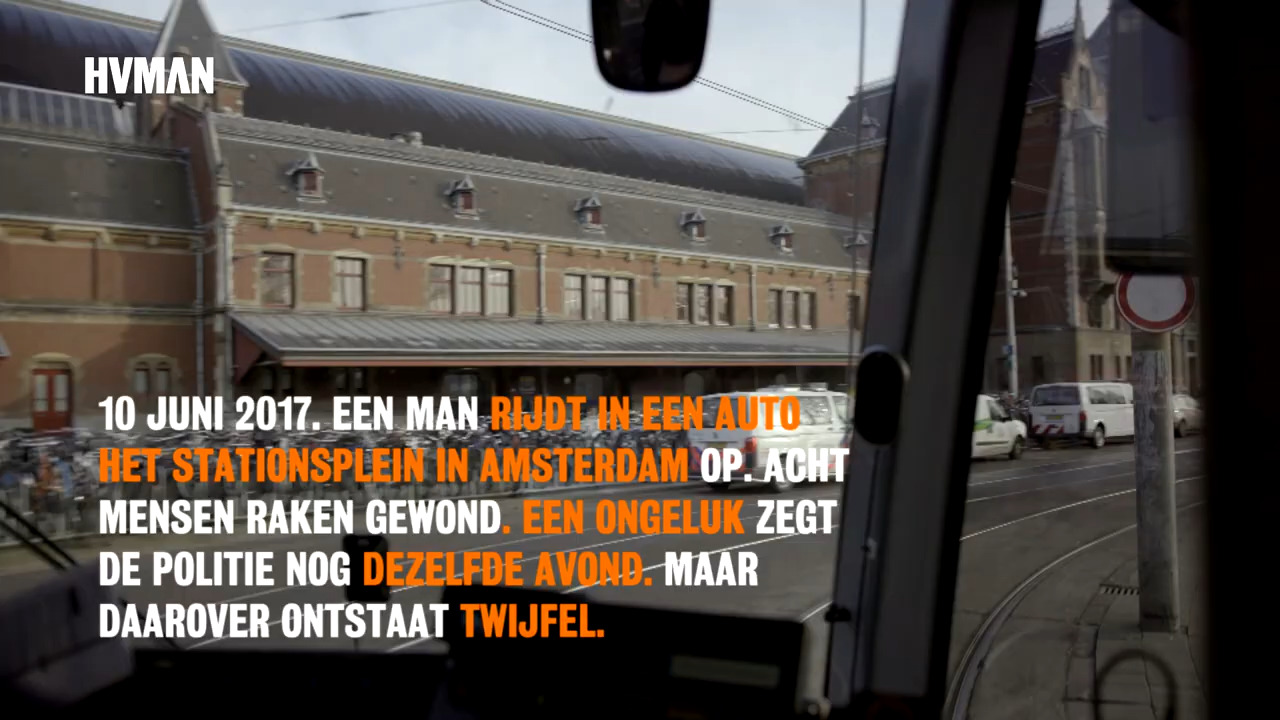 HVMAN
10 JUNI 2017. EEN MAN RIJDT IN EEN AUTO
HET STATIONSPLEIN IN AMSTERDAM OP. ACHT
MENSEN RAKEN GEWOND. EEN ONGELUK ZEGT
DE POLITIE NOG DEZELFDE AVOND. MAAR
DAAROVER ONTSTAAT TWIJFEL.